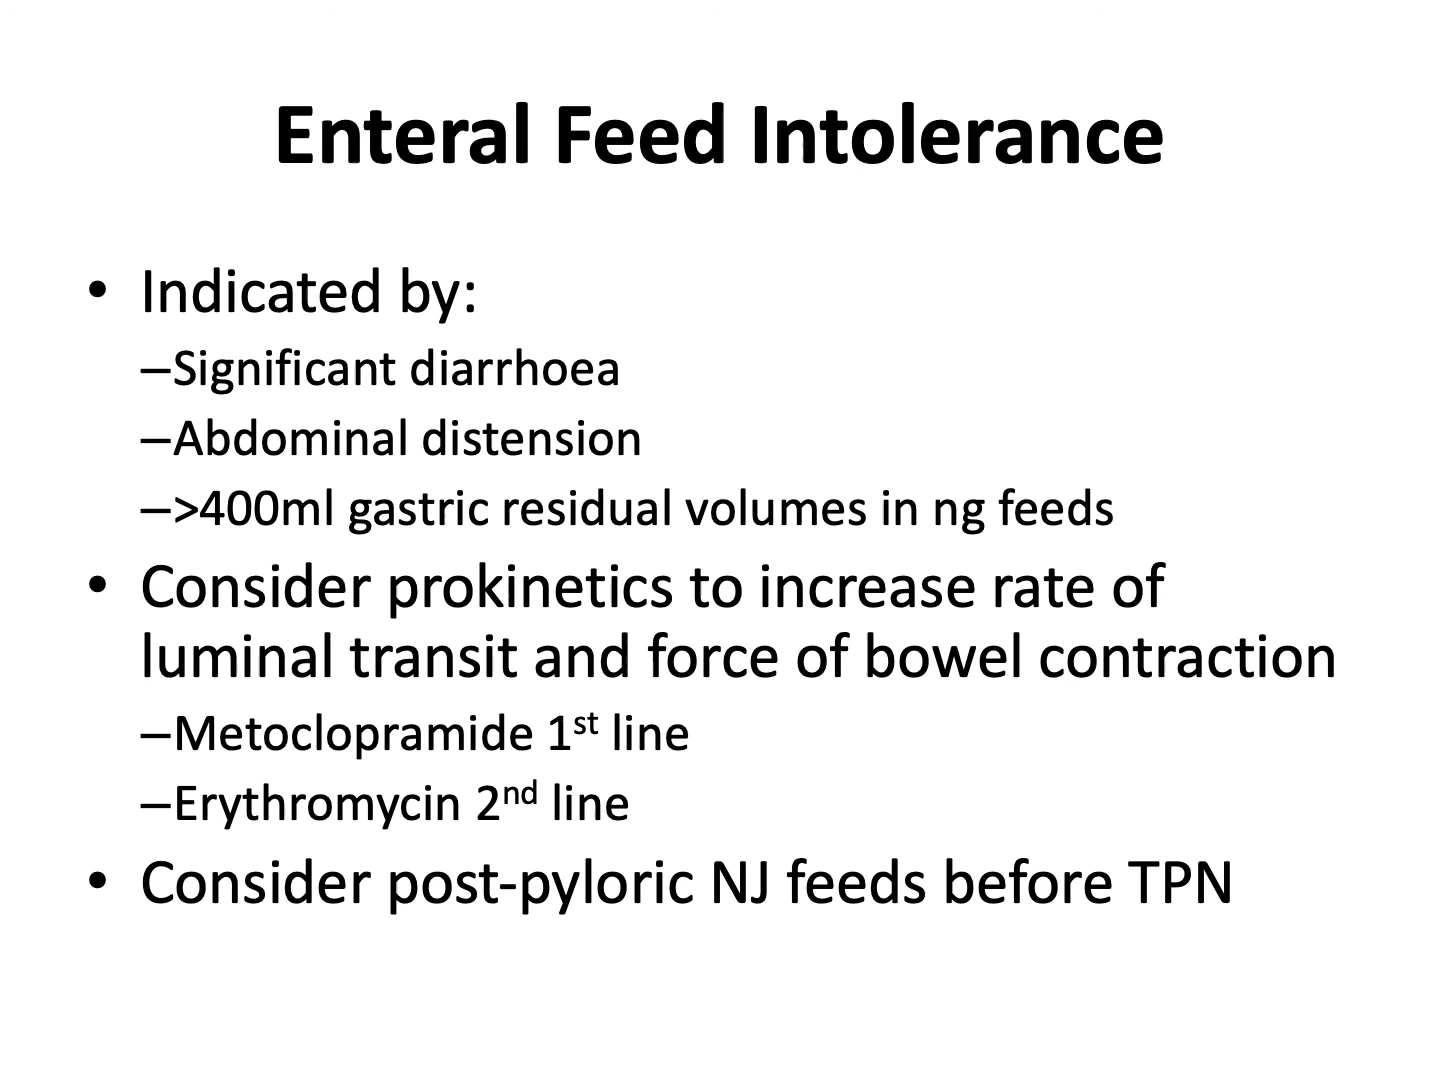 Enteral Feed Intolerance
• Indicated by:
–Significant diarrhoea
–Abdominal distension
–>400ml gastric residual volumes in ng feeds
• Consider prokinetics to increase rate of
luminal transit and force of bowel contraction
–Metoclopramide 1st line
–Erythromycin 2nd line
• Consider post-pyloric NJ feeds before TPN